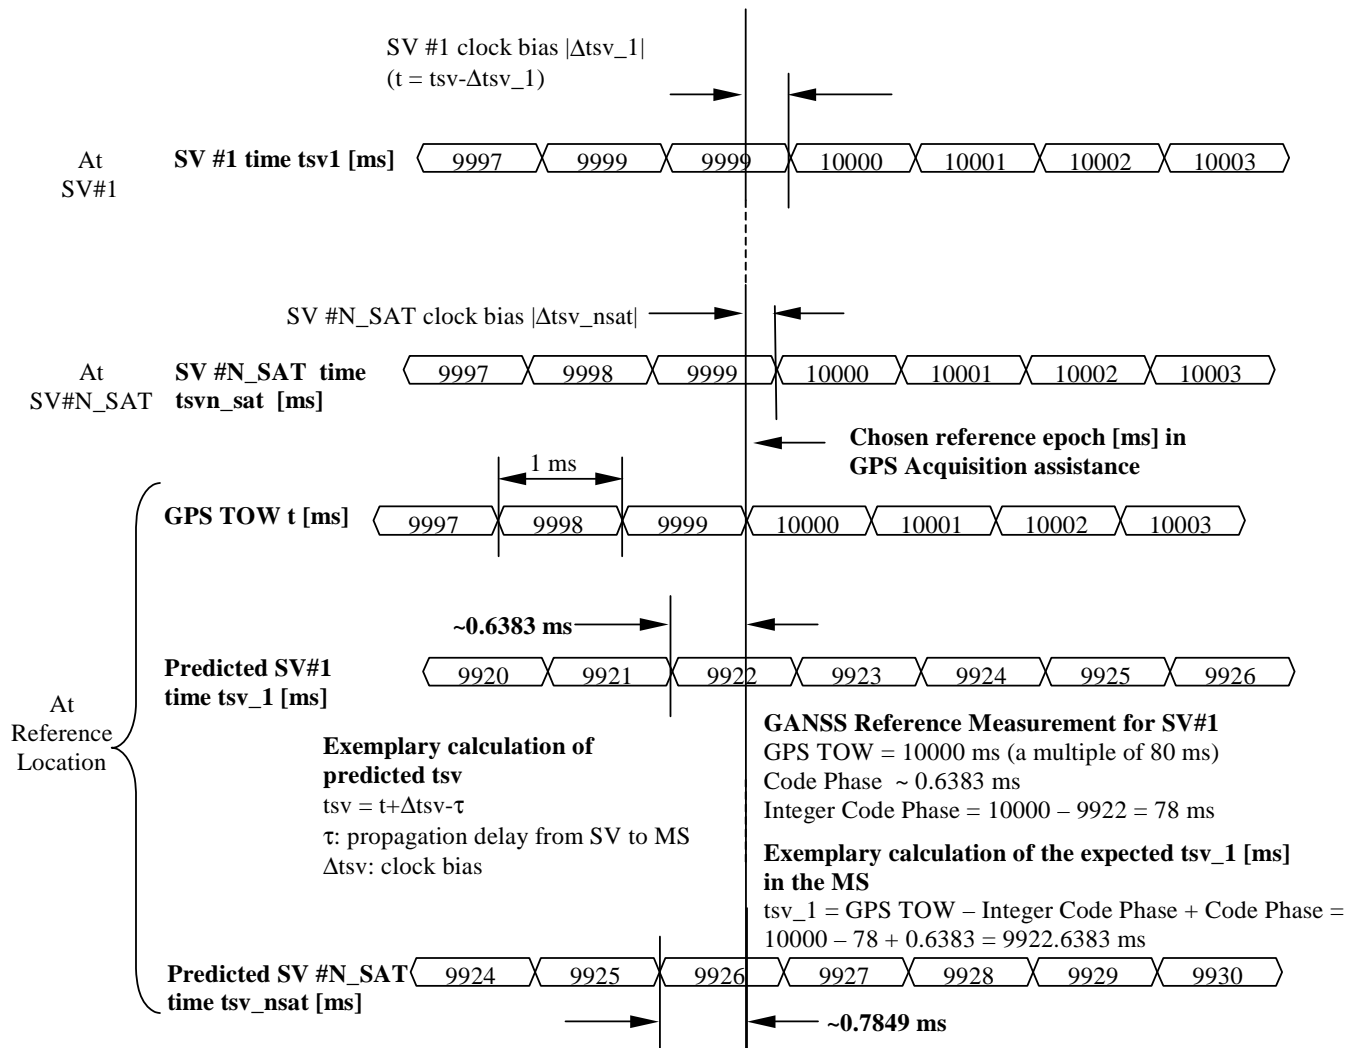 SV #1 clock bias |Δtsv_1|
(t = tsv-Δtsv_1)
At
SV#1
SV #1 time tsv1 [ms]
9997 9999 9999 10000 10001 10002 10003
SV #N_SAT clock bias |Δtsv_nsat|
At
SV#N_SAT
SV #N_SAT time
tsvn_sat [ms]
9997 9998 9999 10000 10001 10002 10003
Chosen reference epoch [ms] in
GPS Acquisition assistance
1 ms
GPS TOW t [ms]
9997 9998 9999 10000 10001 10002 10003
~0.6383 ms
Predicted SV#1
time tsv_1 [ms]
9920 9921 9922 9923 9924 9925 9926
At
Reference
Location
Exemplary calculation of
predicted tsv
tsv = t+Δtsv-τ
τ: propagation delay from SV to MS
Δtsv: clock bias
GANSS Reference Measurement for SV#1
GPS TOW = 10000 ms (a multiple of 80 ms)
Code Phase ~ 0.6383 ms
Integer Code Phase = 10000 – 9922 = 78 ms
Exemplary calculation of the expected tsv_1 [ms]
in the MS
tsv_1 = GPS TOW – Integer Code Phase + Code Phase =
10000 – 78 + 0.6383 = 9922.6383 ms
Predicted SV #N_SAT
time tsv_nsat [ms]
9924 9925 9926 9927 9928 9929 9930
~0.7849 ms